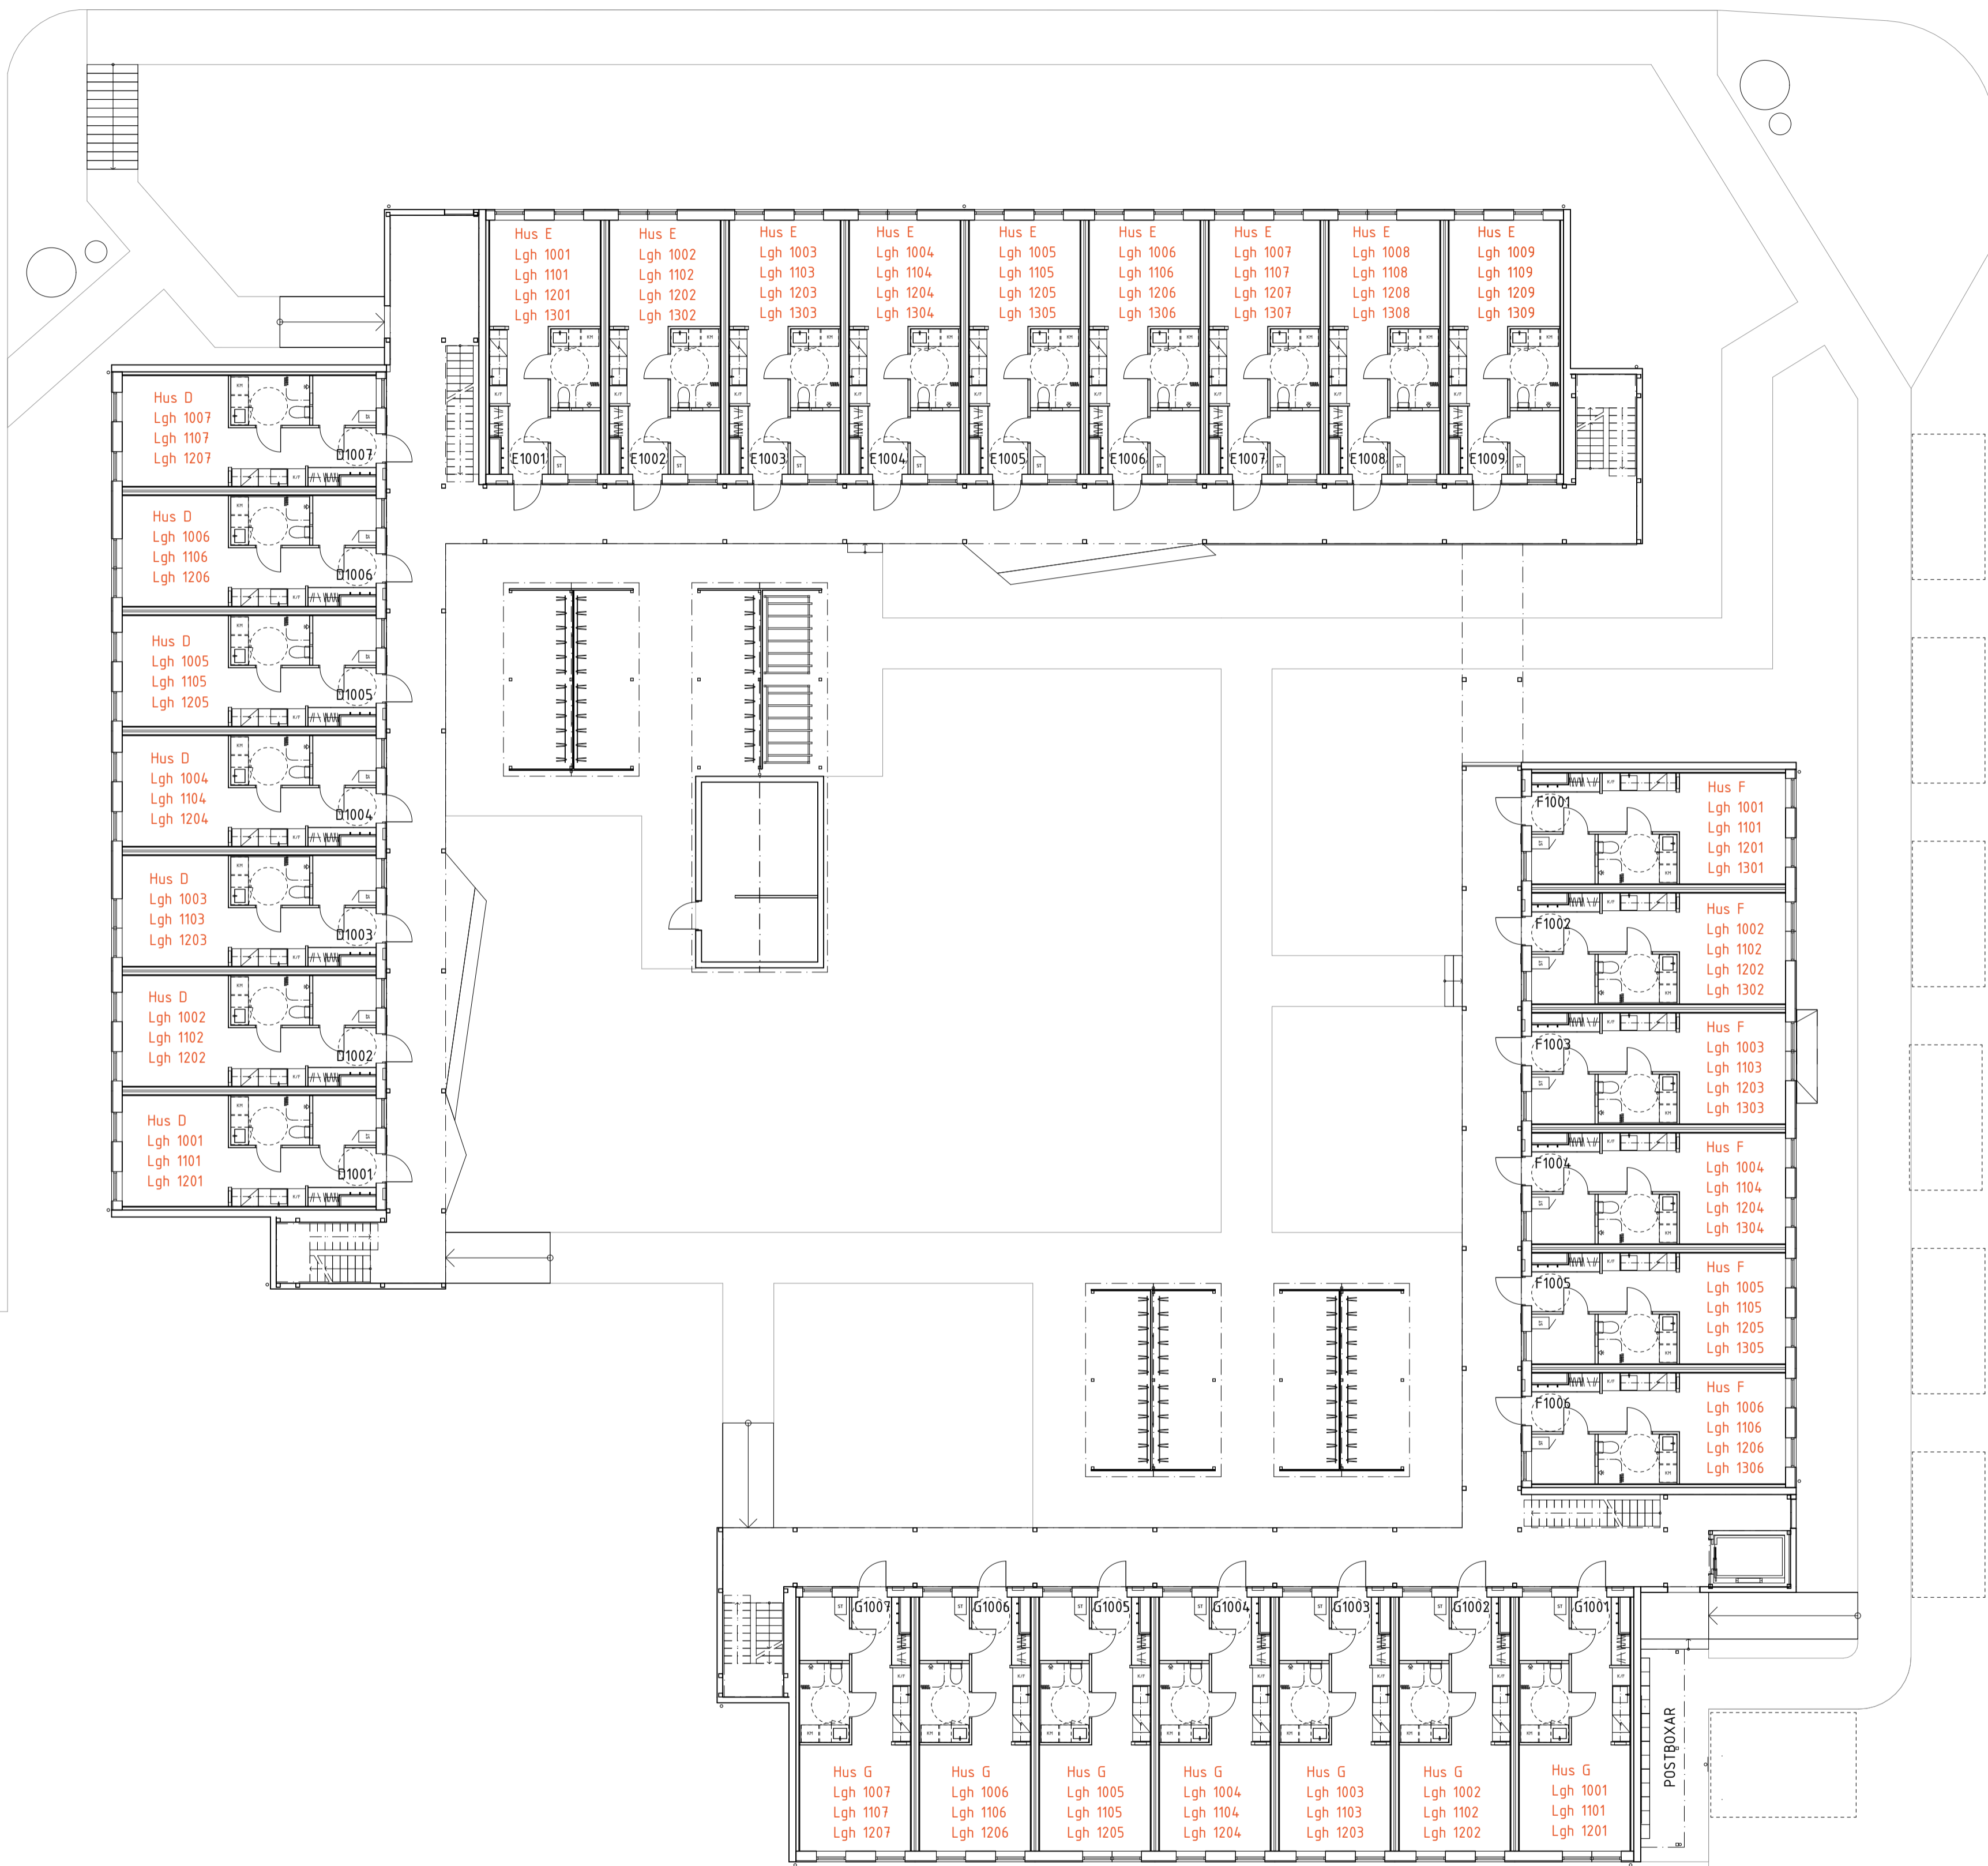 Hus E
Lgh 1001
Lgh 1101
Lgh 1201
Lgh 1301
Hus E
Lgh 1002
Lgh 1102
Lgh 1202
Lgh 1302
Hus E
Lgh 1003
Lgh 1103
Lgh 1203
Lgh 1303
Hus E
Lgh 1004
Lgh 1104
Lgh 1204
Lgh 1304
Hus E
Lgh 1005
Lgh 1105
Lgh 1205
Lgh 1305
Hus E
Lgh 1006
Lgh 1106
Lgh 1206
Lgh 1306
Hus E
Lgh 1007
Lgh 1107
Lgh 1207
Lgh 1307
Hus E
Lgh 1008
Lgh 1108
Lgh 1208
Lgh 1308
Hus E
Lgh 1009
Lgh 1109
Lgh 1209
Lgh 1309
E1001
E1002
E1003
E1004
E1005
E1006
E1007
E1008
E1009
Hus D
Lgh 1007
Lgh 1107
Lgh 1207
D1007
Hus D
Lgh 1006
Lgh 1106
Lgh 1206
D1006
Hus D
Lgh 1005
Lgh 1105
Lgh 1205
D1005
Hus D
Lgh 1004
Lgh 1104
Lgh 1204
D1004
Hus D
Lgh 1003
Lgh 1103
Lgh 1203
D1003
Hus D
Lgh 1002
Lgh 1102
Lgh 1202
D1002
Hus D
Lgh 1001
Lgh 1101
Lgh 1201
D1001
F1001
Hus F
Lgh 1001
Lgh 1101
Lgh 1201
Lgh 1301
F1002
Hus F
Lgh 1002
Lgh 1102
Lgh 1202
Lgh 1302
F1003
Hus F
Lgh 1003
Lgh 1103
Lgh 1203
Lgh 1303
F1004
Hus F
Lgh 1004
Lgh 1104
Lgh 1204
Lgh 1304
F1005
Hus F
Lgh 1005
Lgh 1105
Lgh 1205
Lgh 1305
F1006
Hus F
Lgh 1006
Lgh 1106
Lgh 1206
Lgh 1306
G1007
G1006
G1005
G1004
G1003
G1002
G1001
Hus G
Lgh 1007
Lgh 1107
Lgh 1207
Hus G
Lgh 1006
Lgh 1106
Lgh 1206
Hus G
Lgh 1005
Lgh 1105
Lgh 1205
Hus G
Lgh 1004
Lgh 1104
Lgh 1204
Hus G
Lgh 1003
Lgh 1103
Lgh 1203
Hus G
Lgh 1002
Lgh 1102
Lgh 1202
Hus G
Lgh 1001
Lgh 1101
Lgh 1201
POSTBOXAR